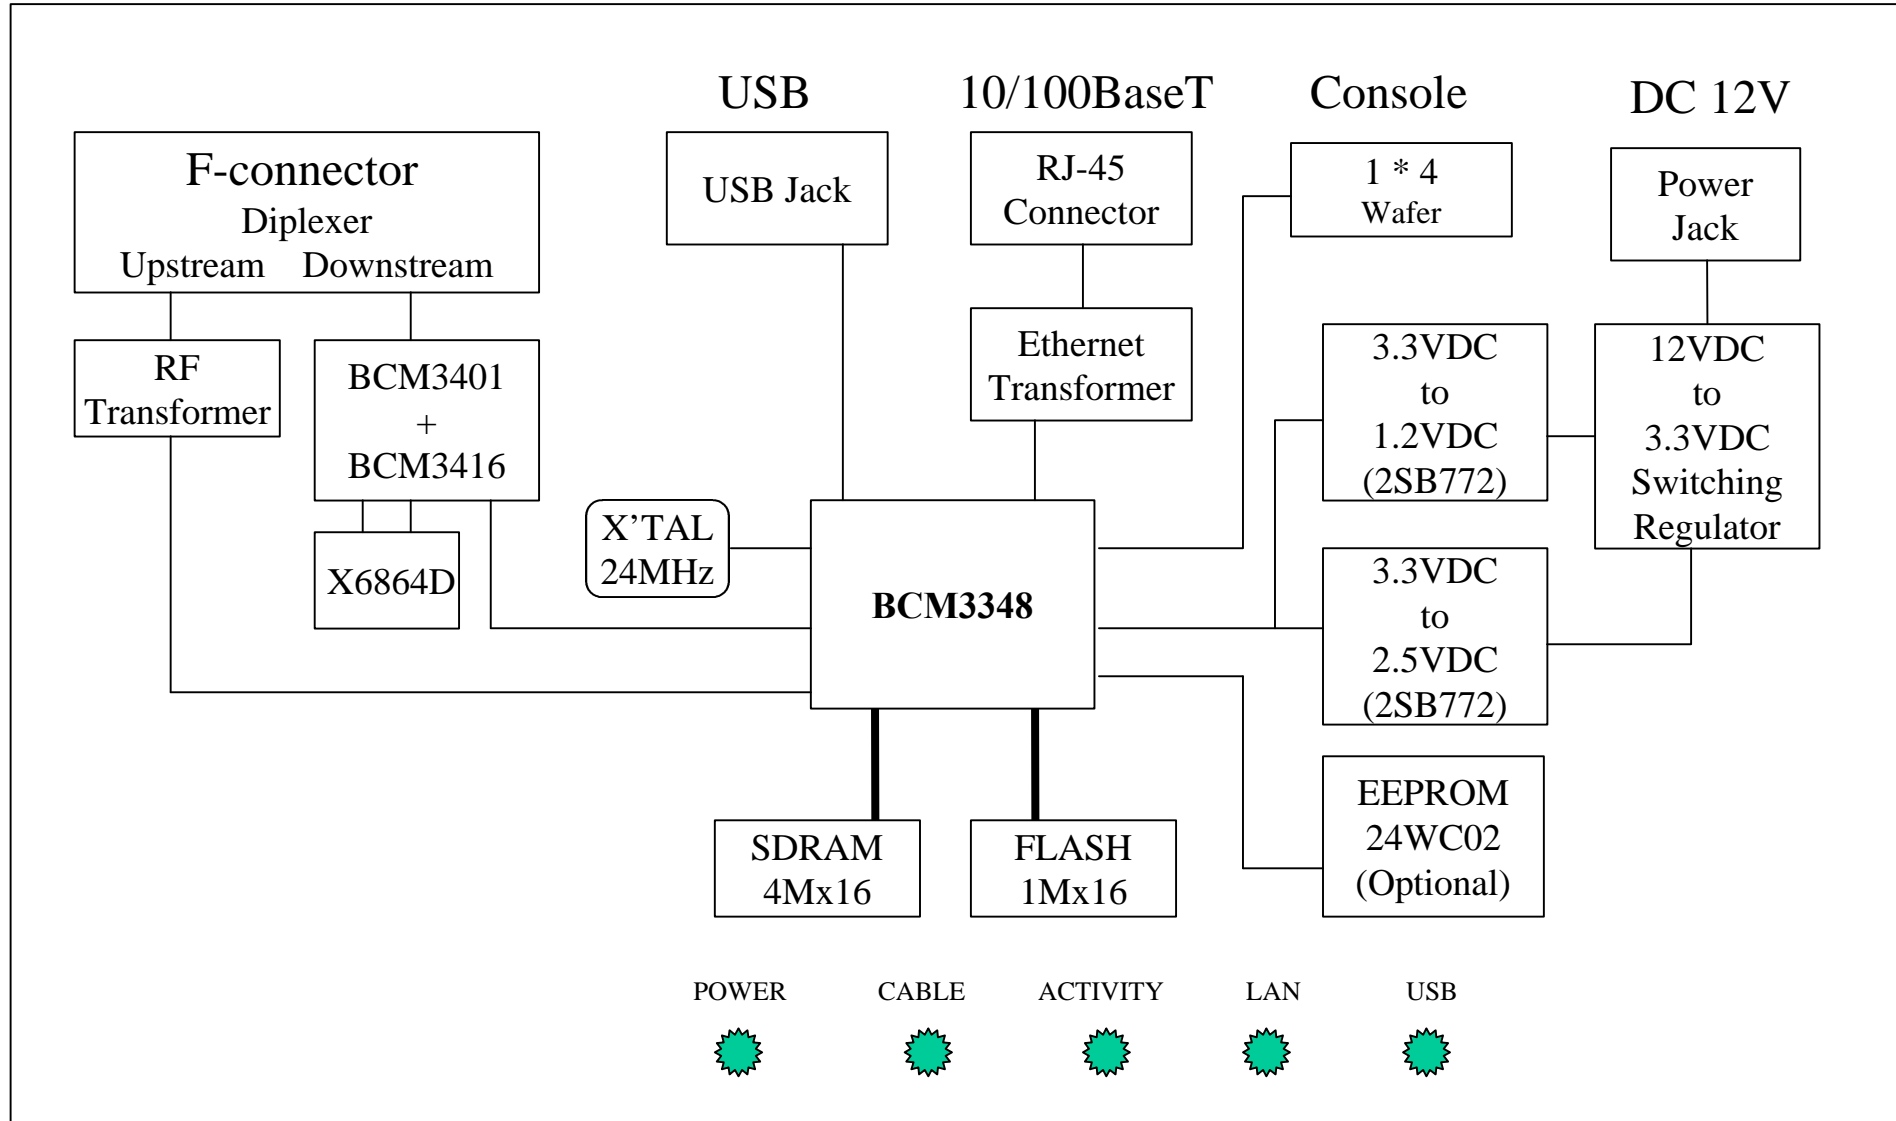 USB
10/100BaseT
Console
DC 12V
F-connector
Diplexer
Upstream Downstream
USB Jack
RJ-45
Connector
1 * 4
Wafer
Power
Jack
RF
Transformer
BCM3401
+
BCM3416
Ethernet
Transformer
3.3VDC
to
1.2VDC
(2SB772)
12VDC
to
3.3VDC
Switching
Regulator
X6864D
X'TAL
24MHz
BCM3348
3.3VDC
to
2.5VDC
(2SB772)
SDRAM
4Mx16
FLASH
1Mx16
EEPROM
24WC02
(Optional)
POWER
CABLE
ACTIVITY
LAN
USB